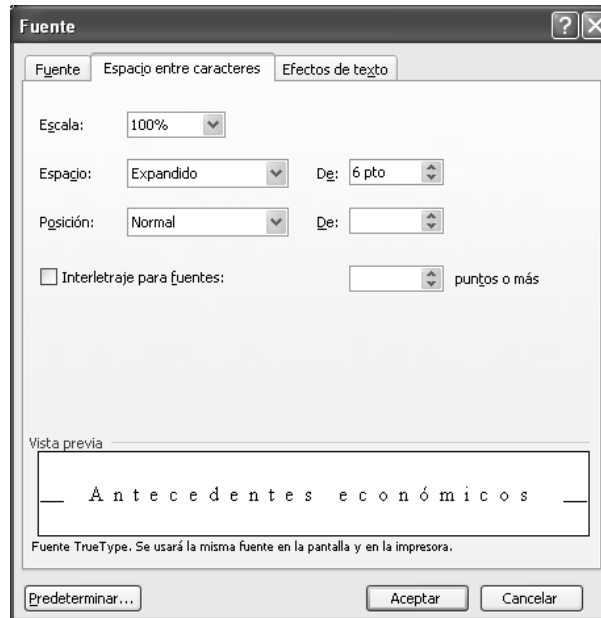 Fuente
Fuente Espacio entre caracteres Efectos de texto
Escala: 100%
Espacio: Expandido De: 6 pto
Posición: Normal De:
Interletraje para fuentes: puntos o más
Vista previa
Antecedentes económicos
Fuente TrueType. Se usará la misma fuente en la pantalla y en la impresora.
Predeterminar... Aceptar Cancelar